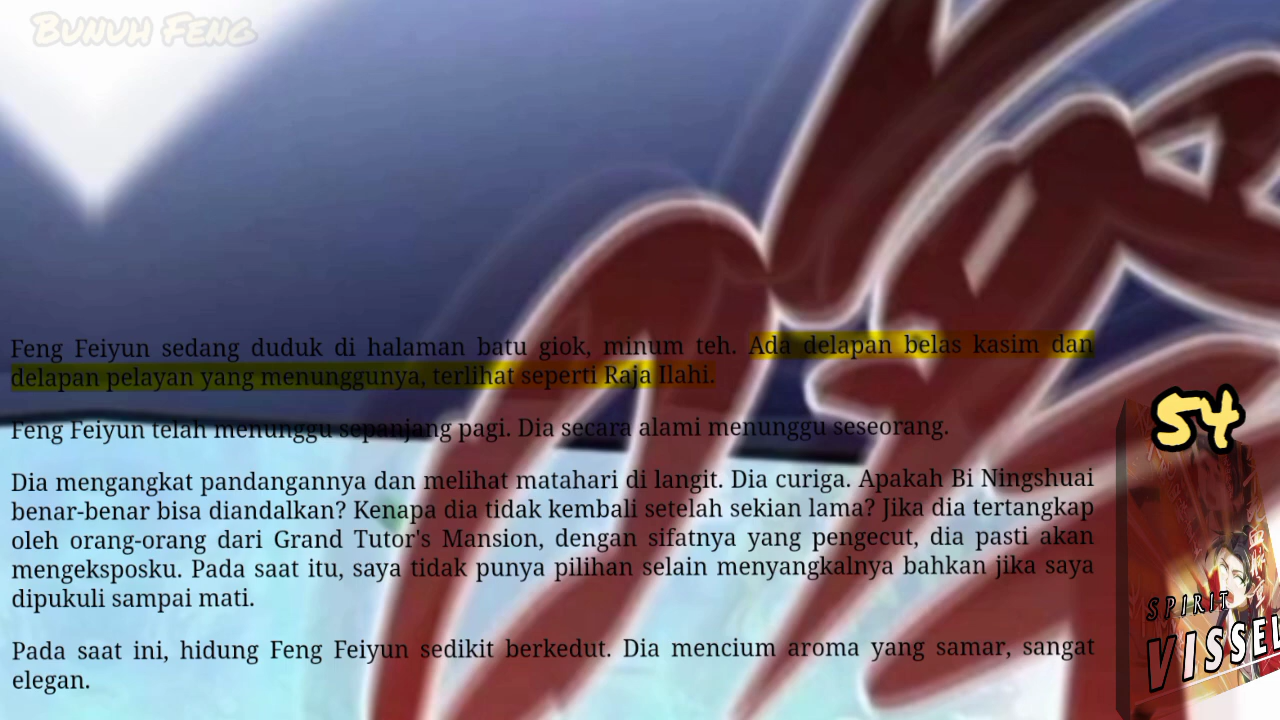 Bunuh Feng
Feng Feiyun sedang duduk di halaman batu giok, minum teh. Ada delapan belas kasim dan
delapan pelayan yang menunggunya, terlihat seperti Raja Ilahi.
Feng Feiyun telah menunggu sepanjang pagi. Dia secara alami menunggu seseorang.
Dia mengangkat pandangannya dan melihat matahari di langit. Dia curiga. Apakah Bi Ningshuai
benar-benar bisa diandalkan? Kenapa dia tidak kembali setelah sekian lama? Jika dia tertangkap
oleh orang-orang dari Grand Tutor's Mansion, dengan sifatnya yang pengecut, dia pasti akan
mengeksposku. Pada saat itu, saya tidak punya pilihan selain menyangkalnya bahkan jika saya
dipukuli sampai mati.
Pada saat ini, hidung Feng Feiyun sedikit berkedut. Dia mencium aroma yang samar, sangat
elegan.
54
SPIRIT
VISSEL